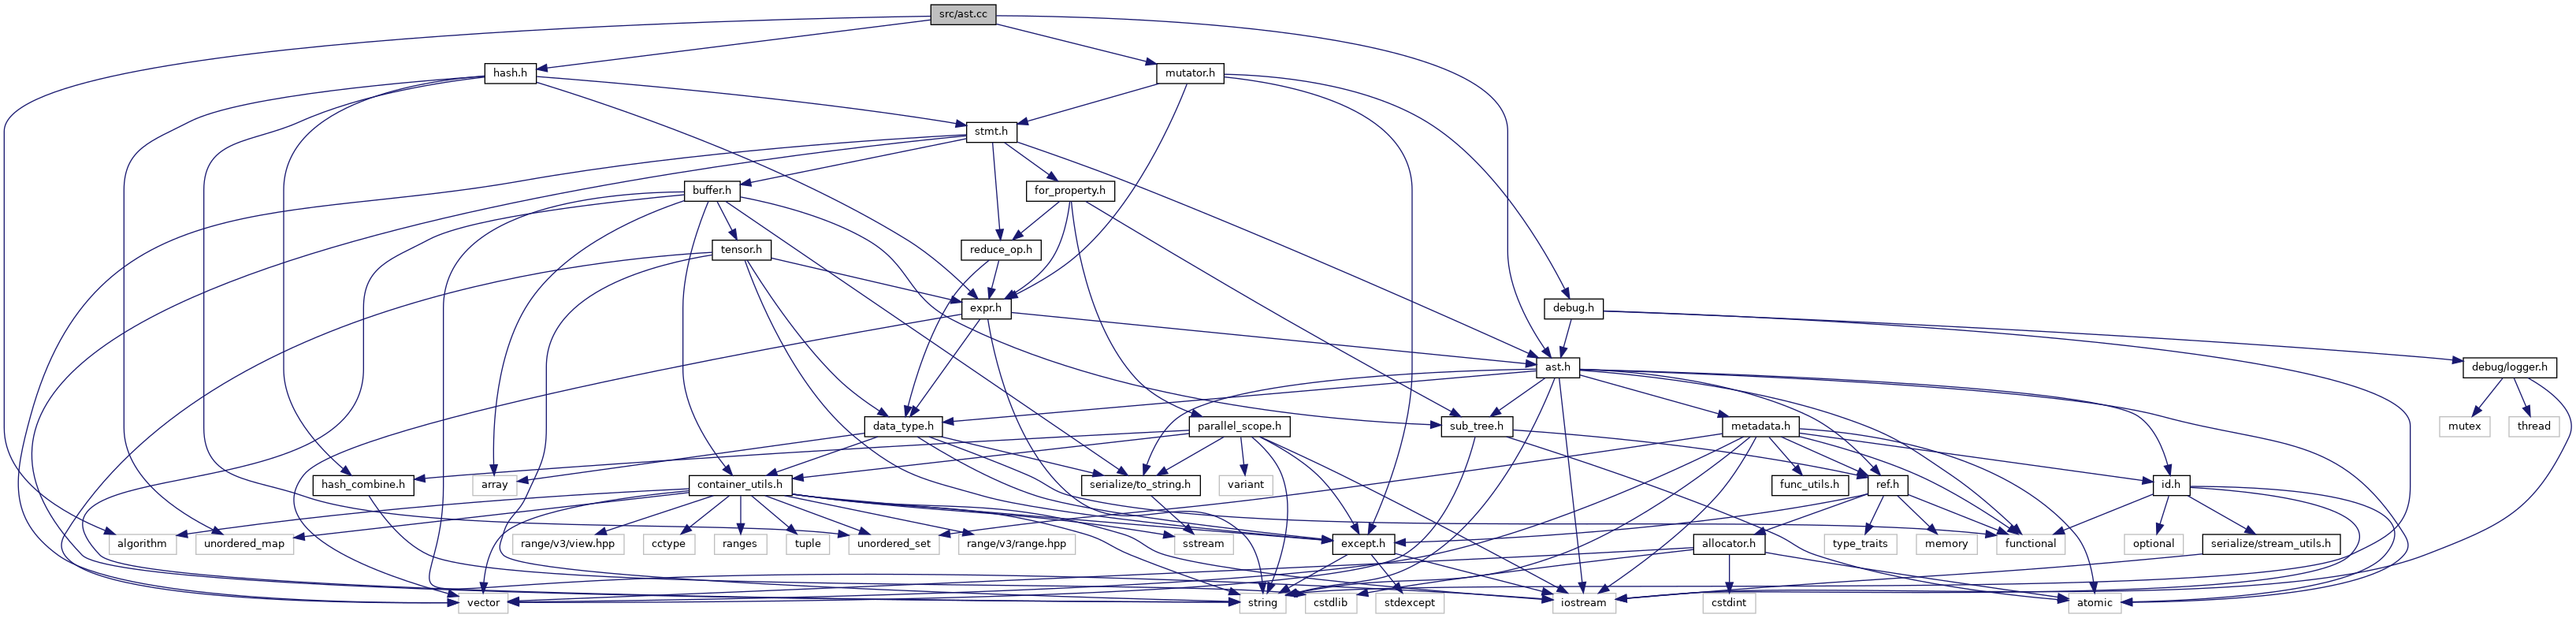 src/ast.cc
hash.h
mutator.h
stmt.h
buffer.h
for_property.h
tensor.h
reduce_op.h
expr.h
debug.h
ast.h
debug/logger.h
data_type.h
parallel_scope.h
sub_tree.h
metadata.h
mutex
thread
hash_combine.h
array
container_utils.h
serialize/to_string.h
variant
func_utils.h
ref.h
id.h
algorithm
unordered_map
range/v3/view.hpp
cctype
ranges
tuple
unordered_set
range/v3/range.hpp
sstream
except.h
allocator.h
type_traits
memory
functional
optional
serialize/stream_utils.h
vector
string
cstdlib
stdexcept
iostream
cstdint
atomic